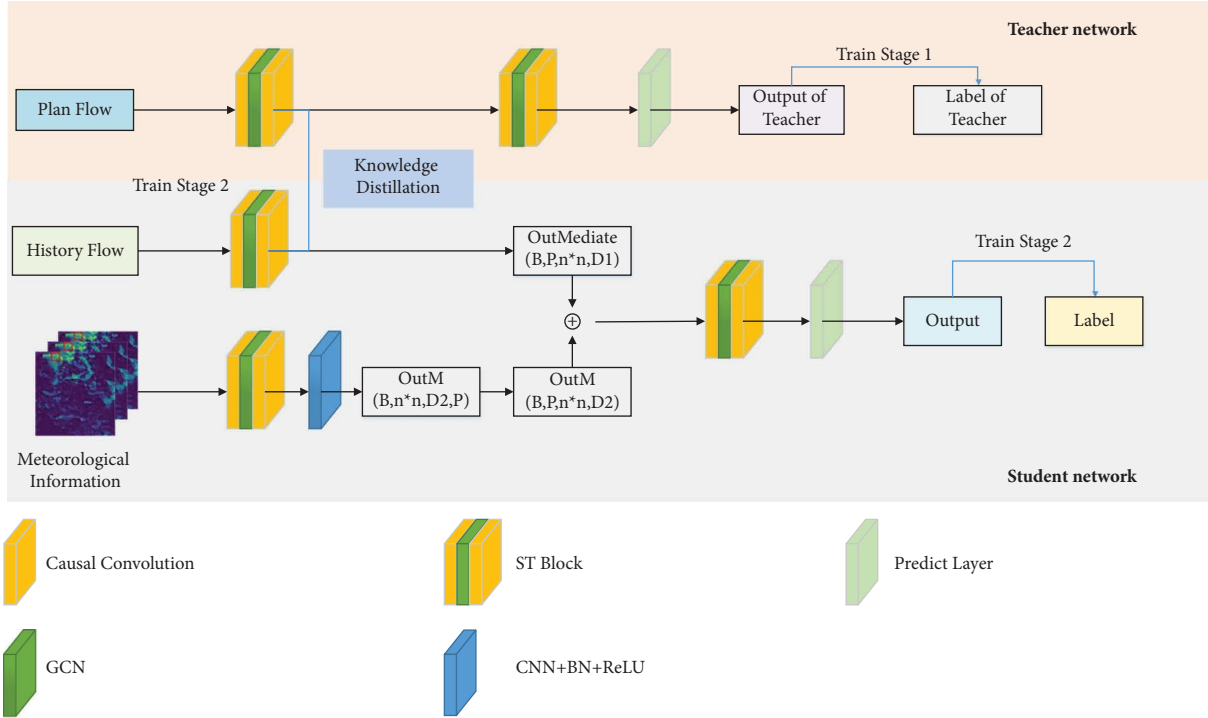 Teacher network
Train Stage 1
Plan Flow
Output of
Teacher
Label of
Teacher
Knowledge
Distillation
Train Stage 2
History Flow
OutMediate
(B,P,n*n,D1)
Train Stage 2
Output
Label
OutM
(B,n*n,D2,P)
OutM
(B,P,n*n,D2)
Meteorological
Information
Student network
Causal Convolution
ST Block
Predict Layer
GCN
CNN+BN+ReLU